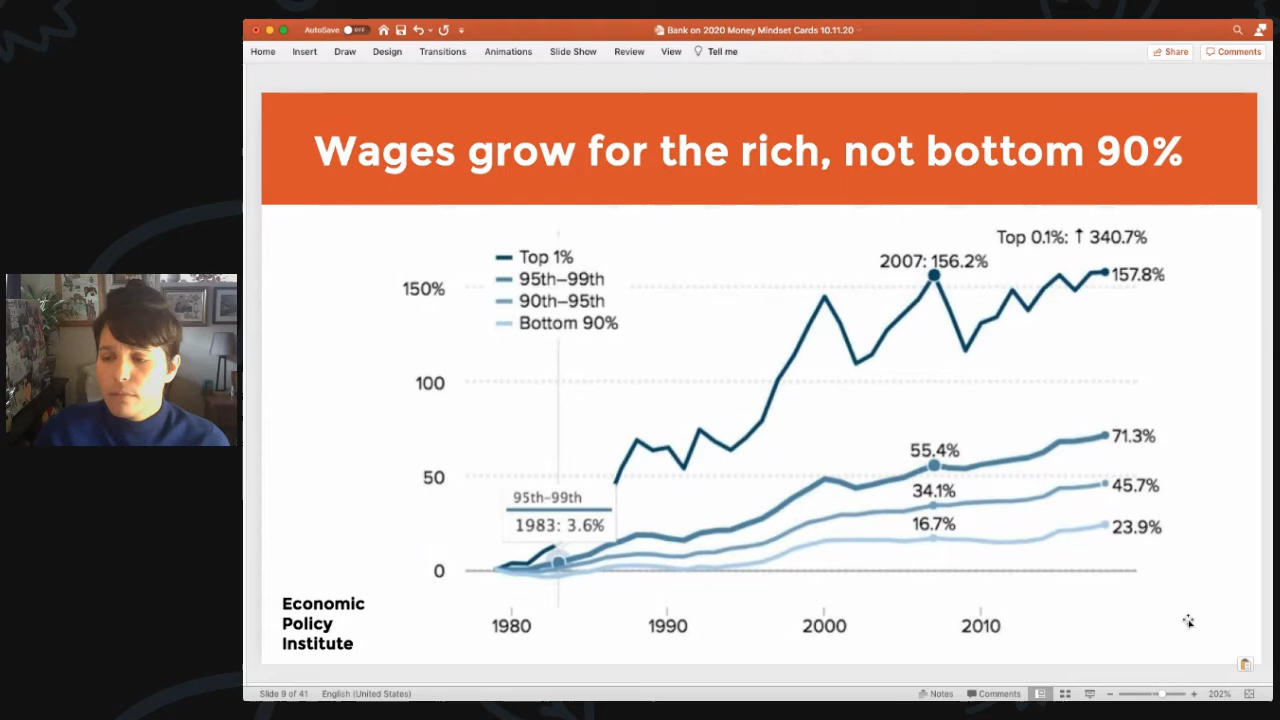 AutoSave OFF
Bank on 2020 Money Mindset Cards 10.11.20
Home Insert Draw Design Transitions Animations Slide Show Review View Tell me Share Comments
Wages grow for the rich, not bottom 90%
Top 0.1%: ↑ 340.7%
Top 1%
95th–99th
90th–95th
Bottom 90%
2007: 156.2%
157.8%
150%
100
50
0
55.4%
71.3%
34.1%
45.7%
16.7%
23.9%
95th–99th
1983: 3.6%
1980 1990 2000 2010
Economic
Policy
Institute
Slide 9 of 41 English (United States) Notes Comments 202%